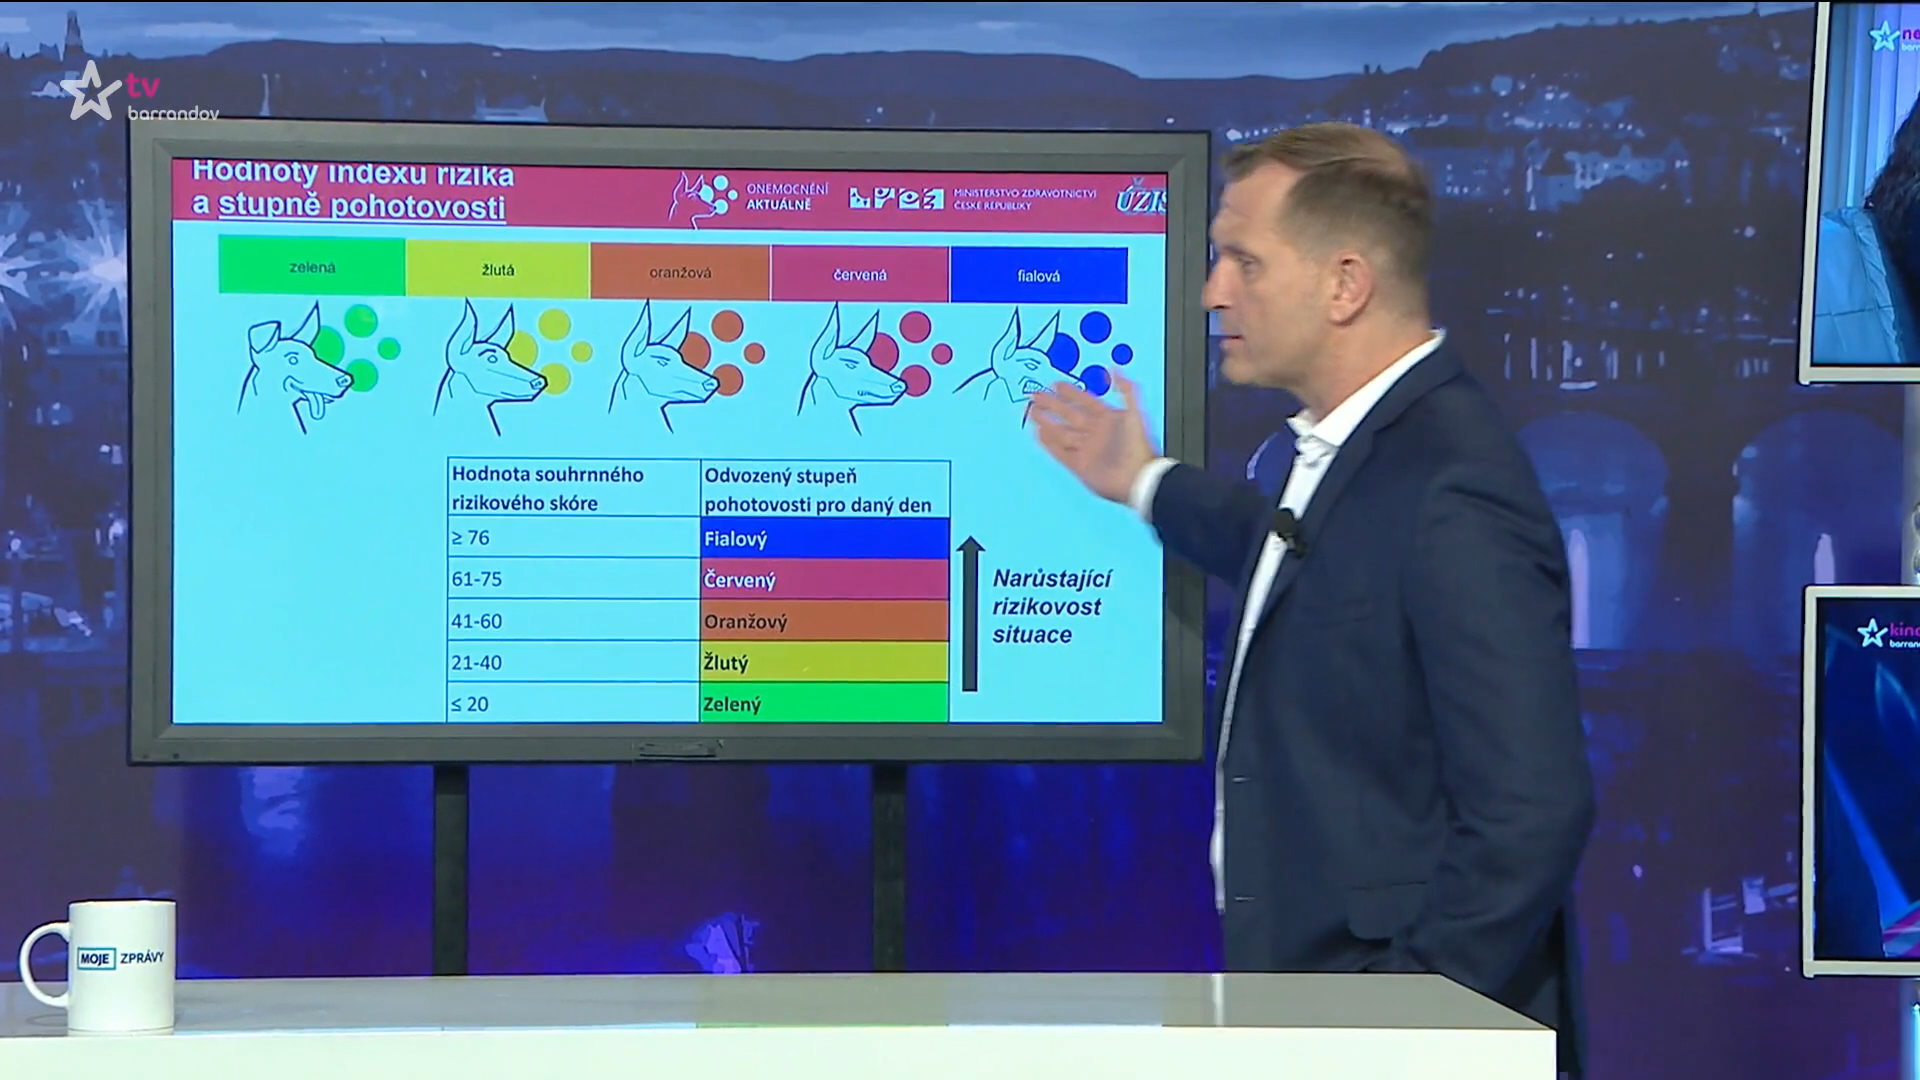 tv
barrandov
Hodnoty indexu rizika
a stupně pohotovosti
ONEMOCNĚNÍ
AKTUÁLNĚ
MINISTERSTVO ZDRAVOTNICTVÍ
ČESKÉ REPUBLIKY
ÚZIS
zelená
žlutá
oranžová
červená
fialová
Hodnota souhrnného
rizikového skóre
Odvozený stupeň
pohotovosti pro daný den
≥ 76
Fialový
61-75
Červený
41-60
Oranžový
21-40
Žlutý
≤ 20
Zelený
Narůstající
rizikovost
situace
MOJE ZPRÁVY